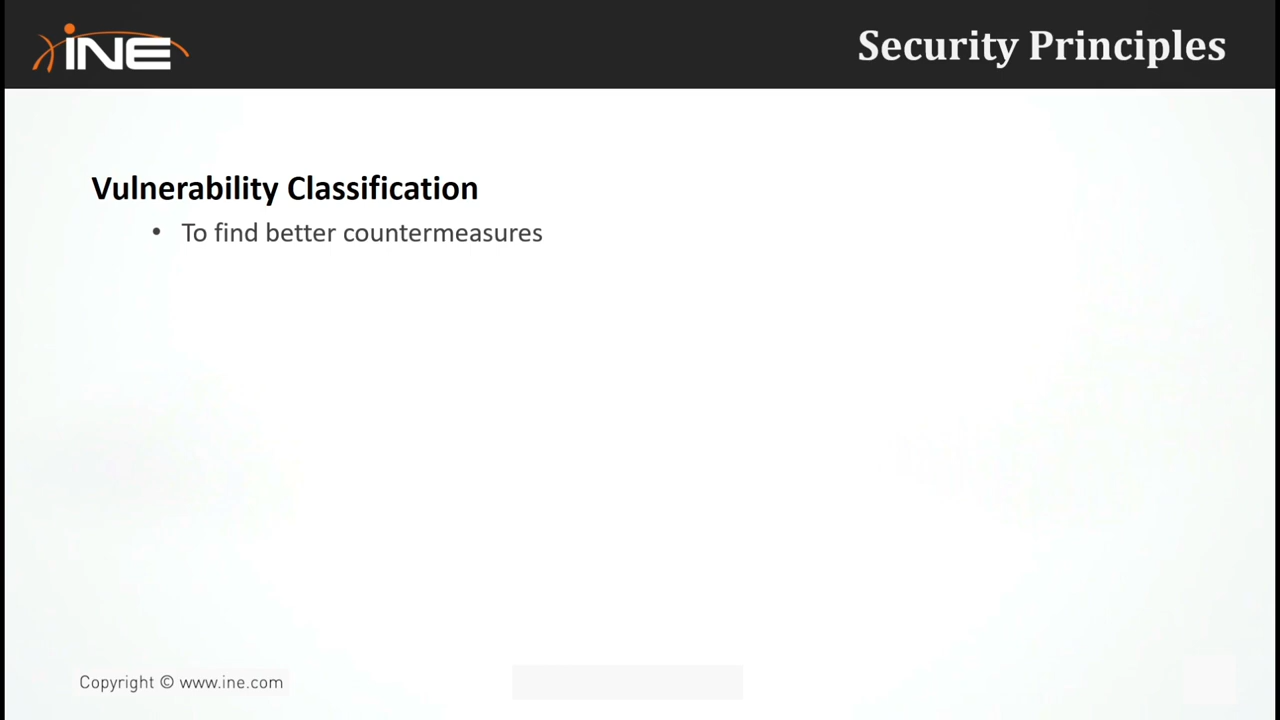 INE
Security Principles
Vulnerability Classification
• To find better countermeasures
Copyright © www.ine.com